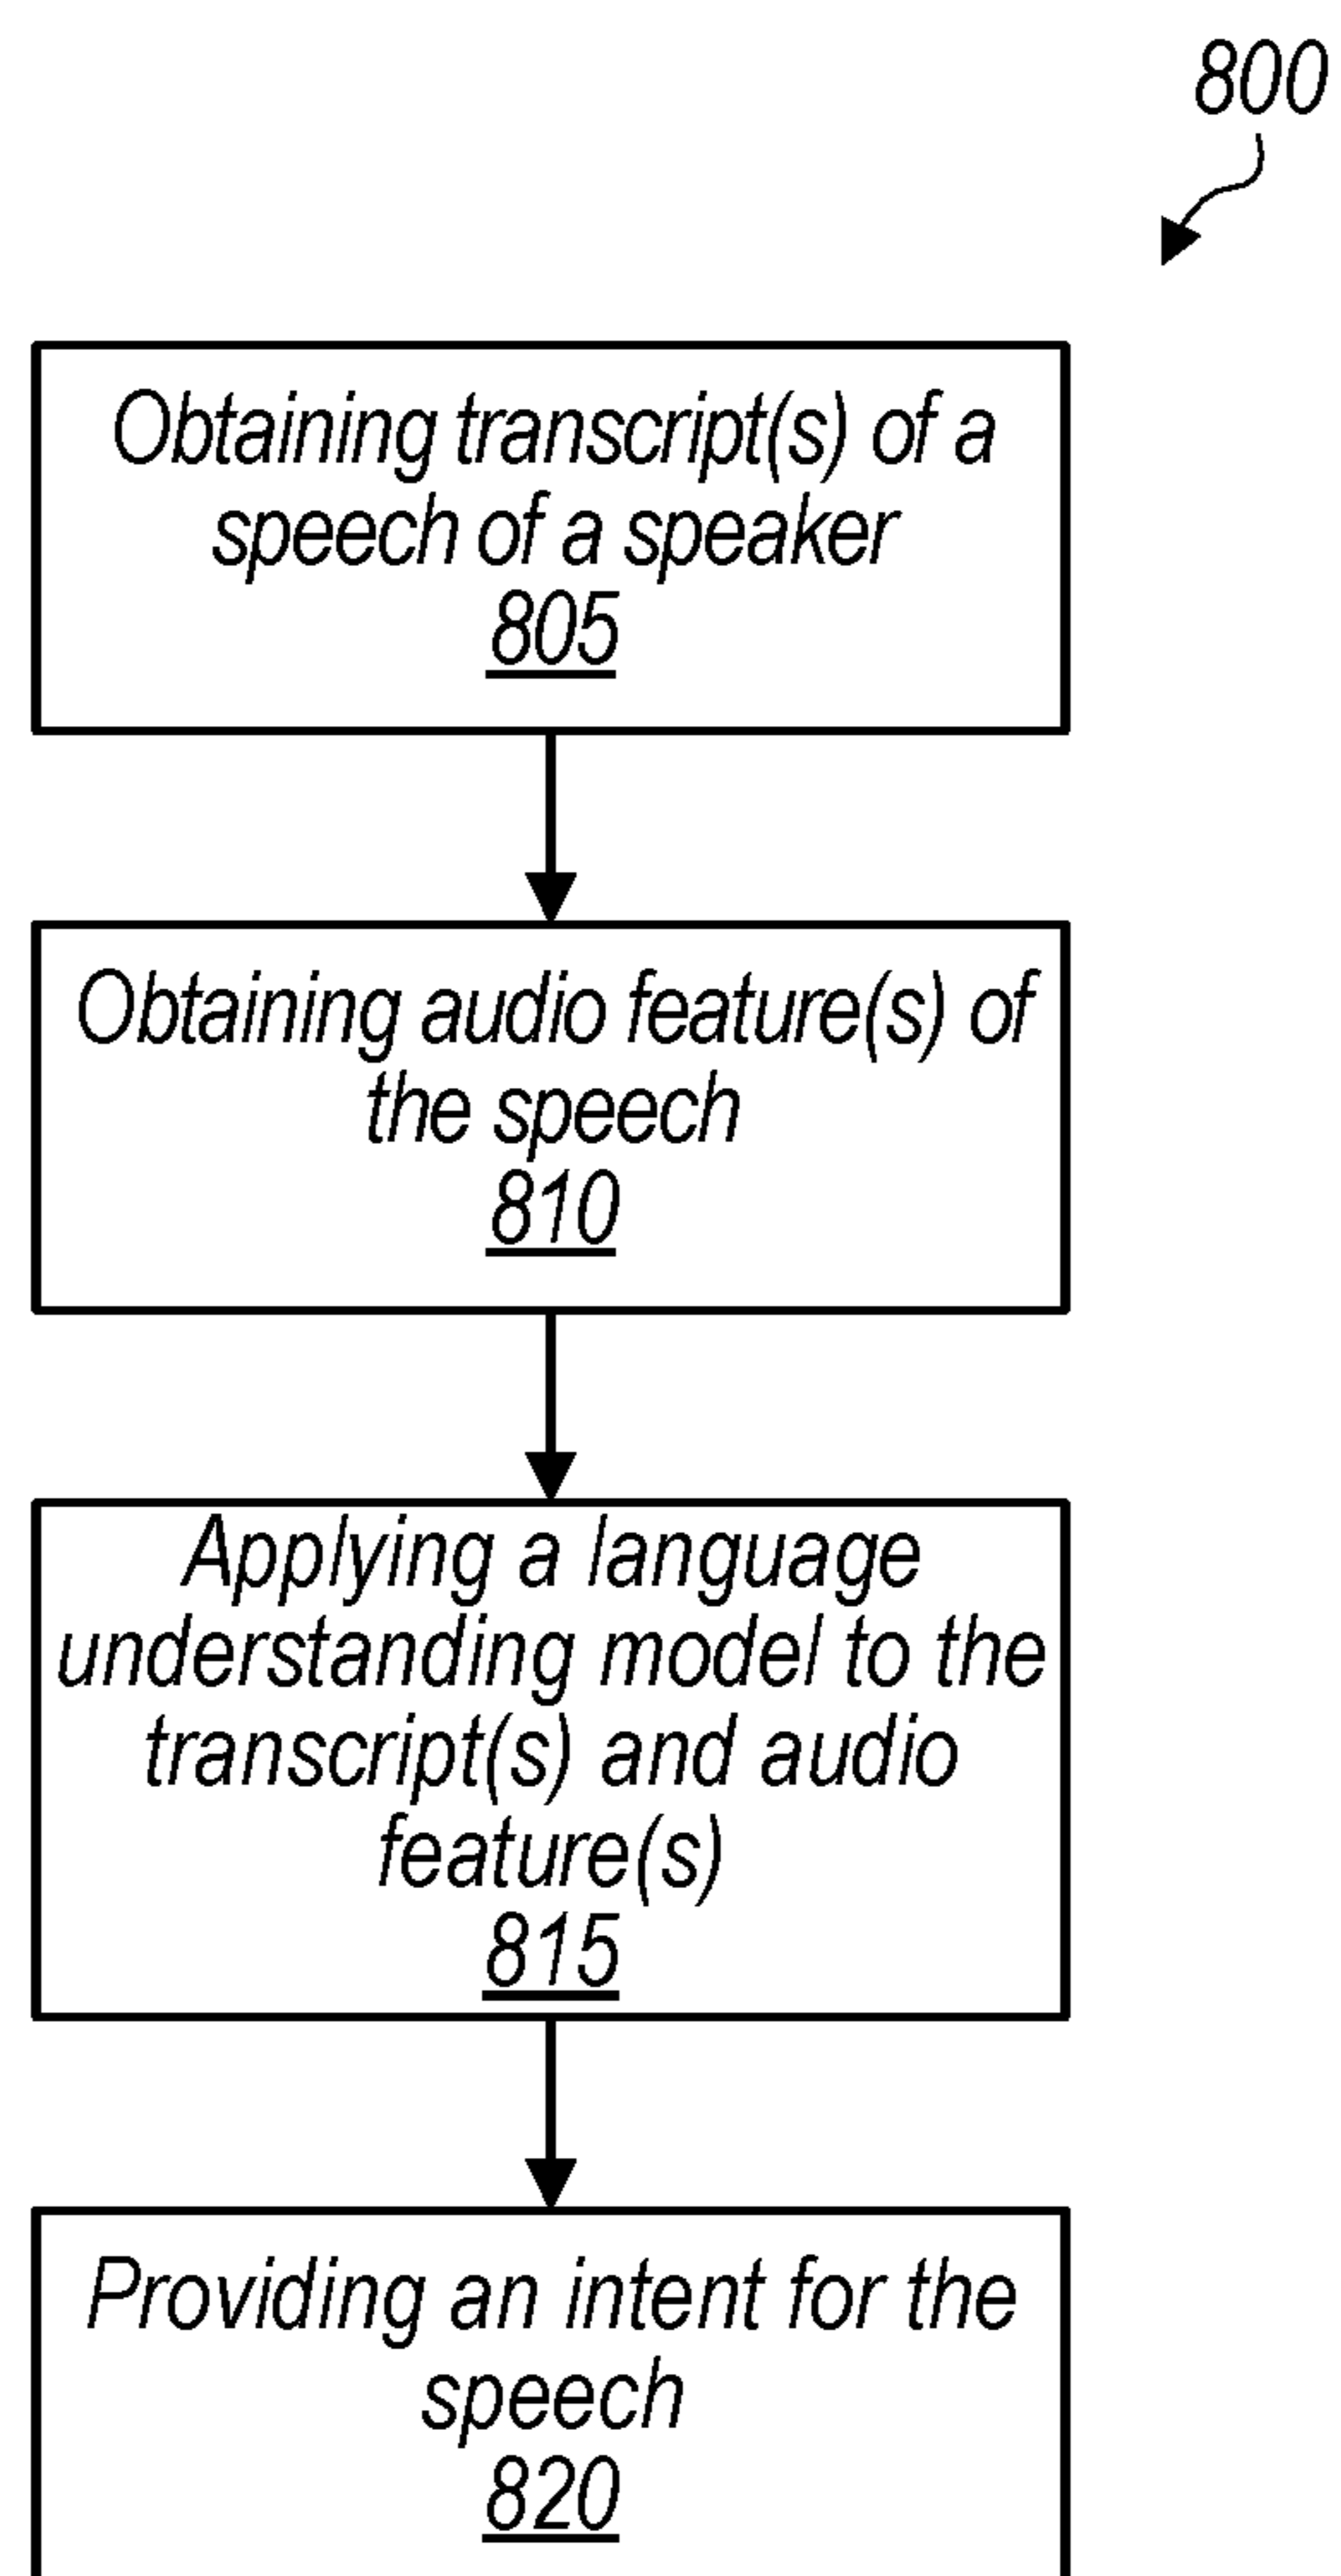 800
Obtaining transcript(s) of a
speech of a speaker
805
Obtaining audio feature(s) of
the speech
810
Applying a language
understanding model to the
transcript(s) and audio
feature(s)
815
Providing an intent for the
speech
820